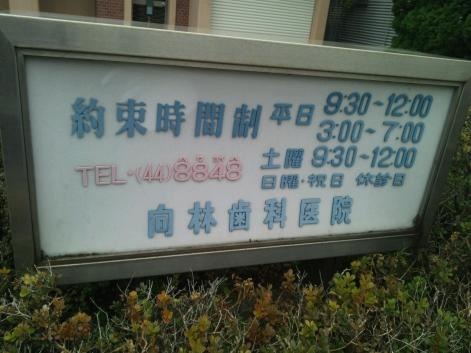 約束時間制 平日 9:30~12:00
3:00~7:00
土曜 9:30~12:00
TEL・(44)8848
日曜・祝日 休診日
向林歯科医院